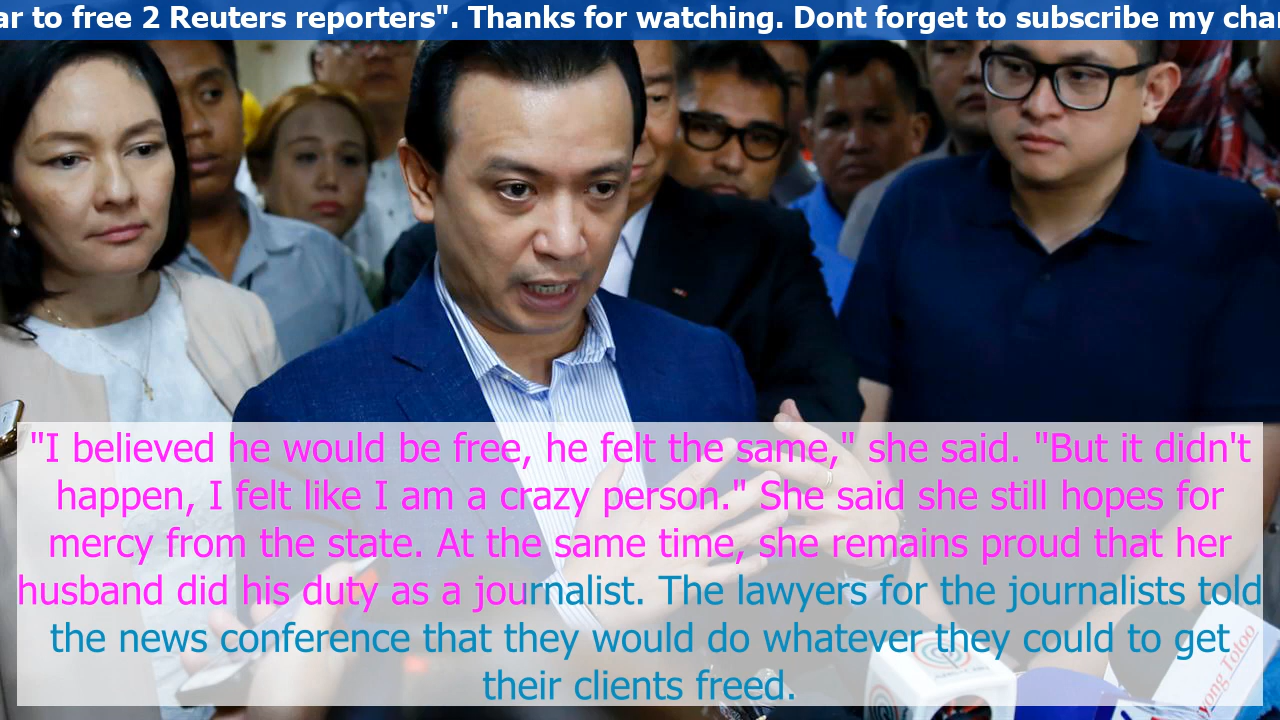 ar to free 2 Reuters reporters". Thanks for watching. Dont forget to subscribe my cha
"I believed he would be free, he felt the same," she said. "But it didn't
happen, I felt like I am a crazy person." She said she still hopes for
mercy from the state. At the same time, she remains proud that her
husband did his duty as a journalist. The lawyers for the journalists told
the news conference that they would do whatever they could to get
their clients freed.
yong Totoo